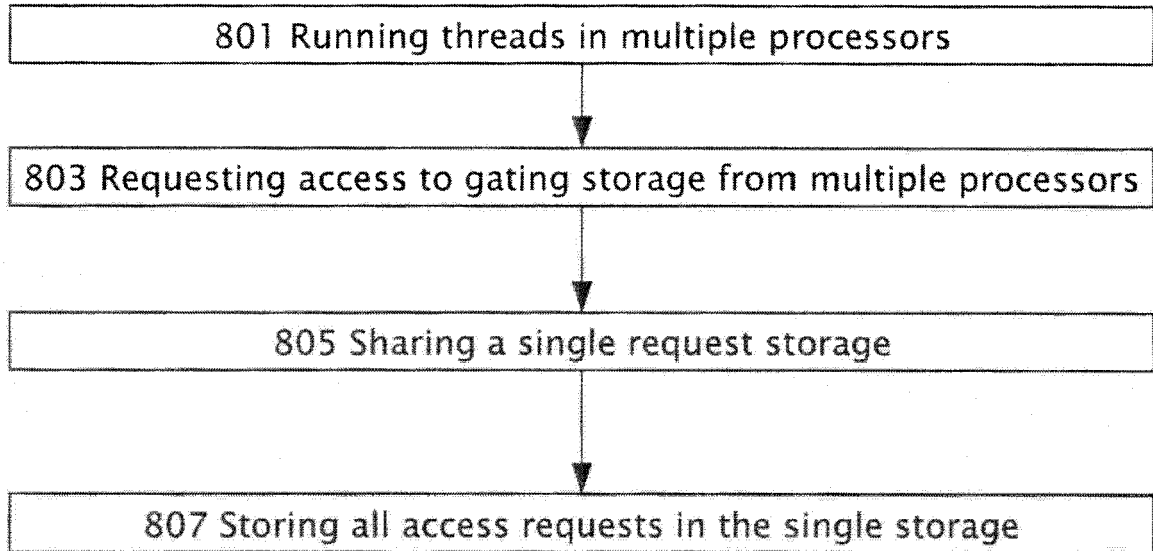 801 Running threads in multiple processors
803 Requesting access to gating storage from multiple processors
805 Sharing a single request storage
807 Storing all access requests in the single storage